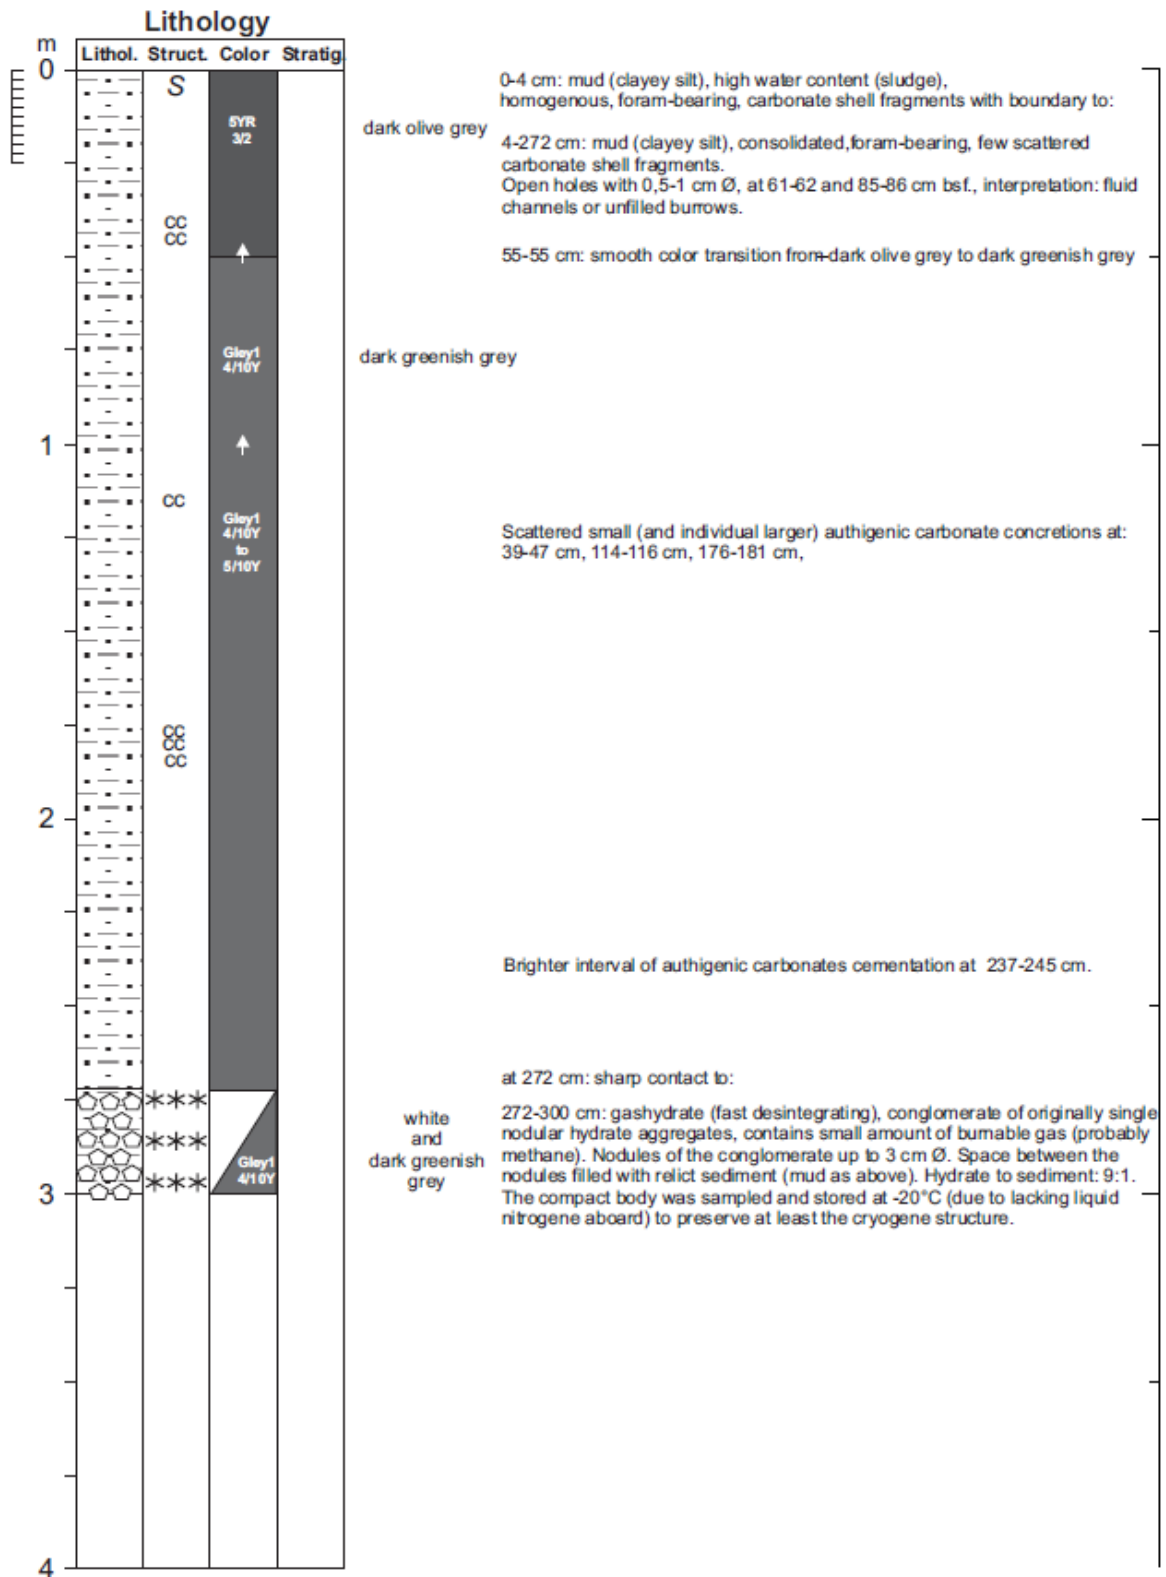 Lithology
m
Lithol. Struct. Color Stratig.
0
S
5YR
3/2
dark olive grey
0-4 cm: mud (clayey silt), high water content (sludge),
homogenous, foram-bearing, carbonate shell fragments with boundary to:
4-272 cm: mud (clayey silt), consolidated,foram-bearing, few scattered
carbonate shell fragments.
Open holes with 0,5-1 cm Ø, at 61-62 and 85-86 cm bsf., interpretation: fluid
channels or unfilled burrows.
CC
CC
55-55 cm: smooth color transition from dark olive grey to dark greenish grey
Gley1
4/10Y
dark greenish grey
1
CC
Gley1
4/10Y
to
5/10Y
Scattered small (and individual larger) authigenic carbonate concretions at:
39-47 cm, 114-116 cm, 176-181 cm,
CC
CC
CC
2
Brighter interval of authigenic carbonates cementation at 237-245 cm.
at 272 cm: sharp contact to:
white
and
dark greenish
grey
Gley1
4/10Y
272-300 cm: gashydrate (fast desintegrating), conglomerate of originally single
nodular hydrate aggregates, contains small amount of burnable gas (probably
methane). Nodules of the conglomerate up to 3 cm Ø. Space between the
nodules filled with relict sediment (mud as above). Hydrate to sediment: 9:1.
The compact body was sampled and stored at -20°C (due to lacking liquid
nitrogene aboard) to preserve at least the cryogene structure.
3
4